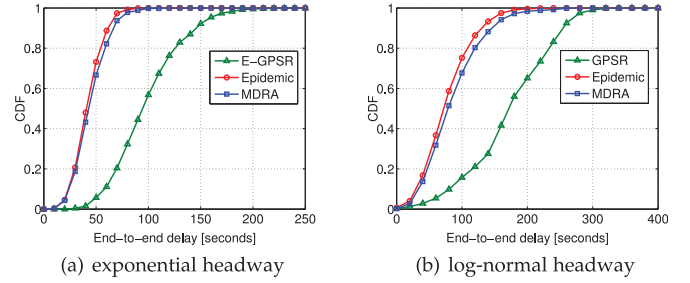 1
0.8
0.6
0.4
0.2
0
CDF
E-GPSR
Epidemic
MDRA
0 50 100 150 200 250
End-to-end delay [seconds]
(a) exponential headway
1
0.8
0.6
0.4
0.2
0
CDF
GPSR
Epidemic
MDRA
0 100 200 300 400
End-to-end delay [seconds]
(b) log-normal headway